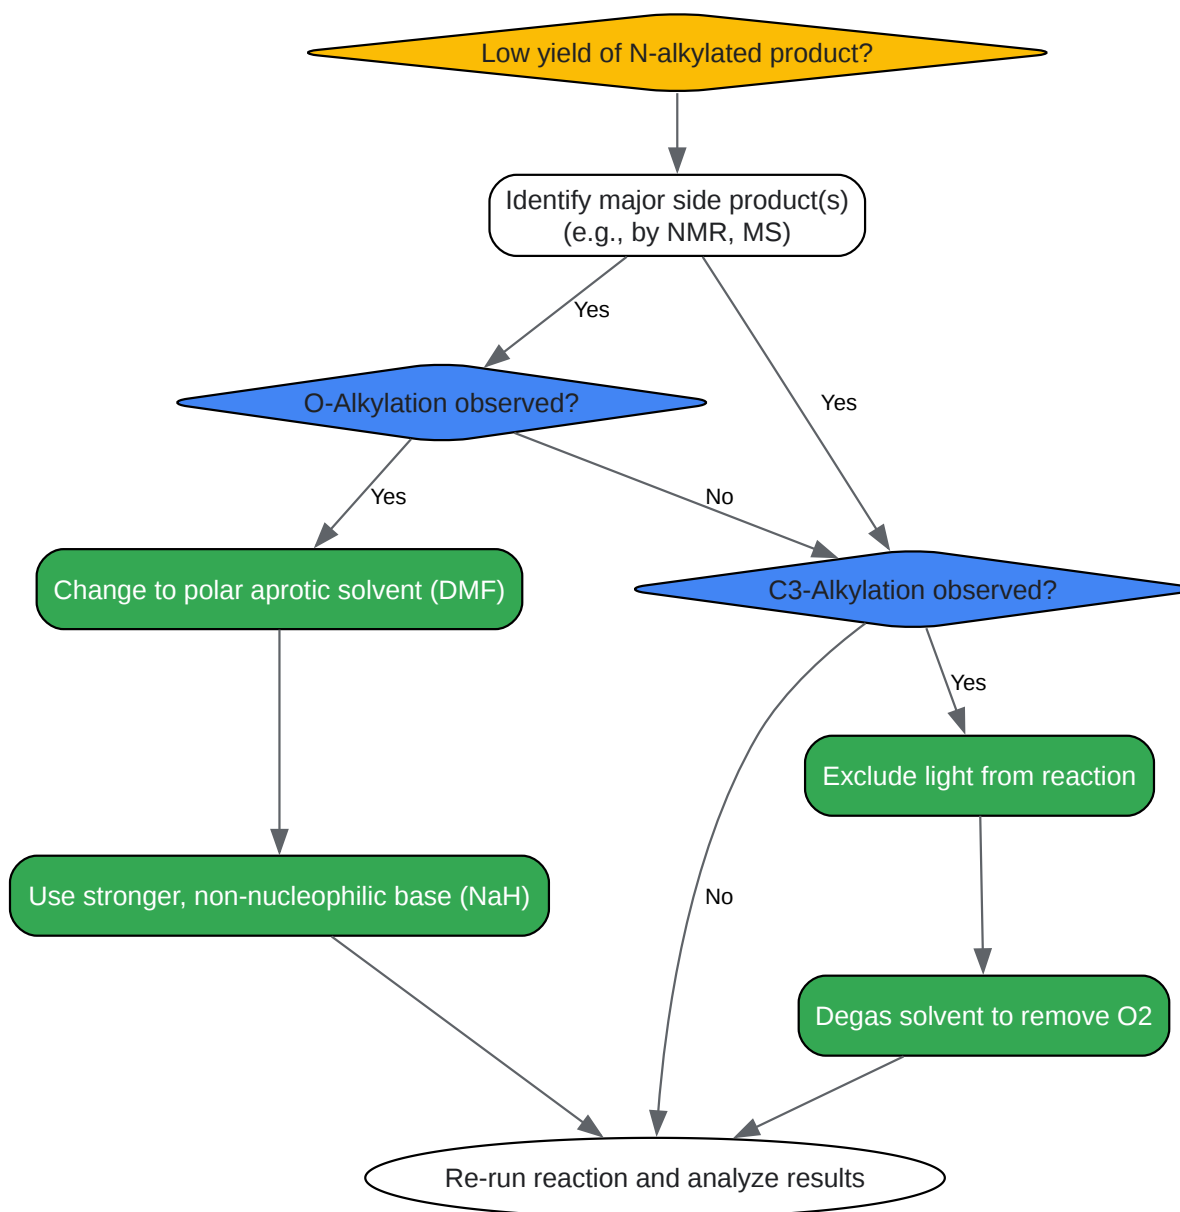 Low yield of N-alkylated product?
Identify major side product(s)
(e.g., by NMR, MS)
Yes
Yes
O-Alkylation observed?
Yes
No
Change to polar aprotic solvent (DMF)
C3-Alkylation observed?
Yes
Exclude light from reaction
Use stronger, non-nucleophilic base (NaH)
No
Degas solvent to remove O2
Re-run reaction and analyze results